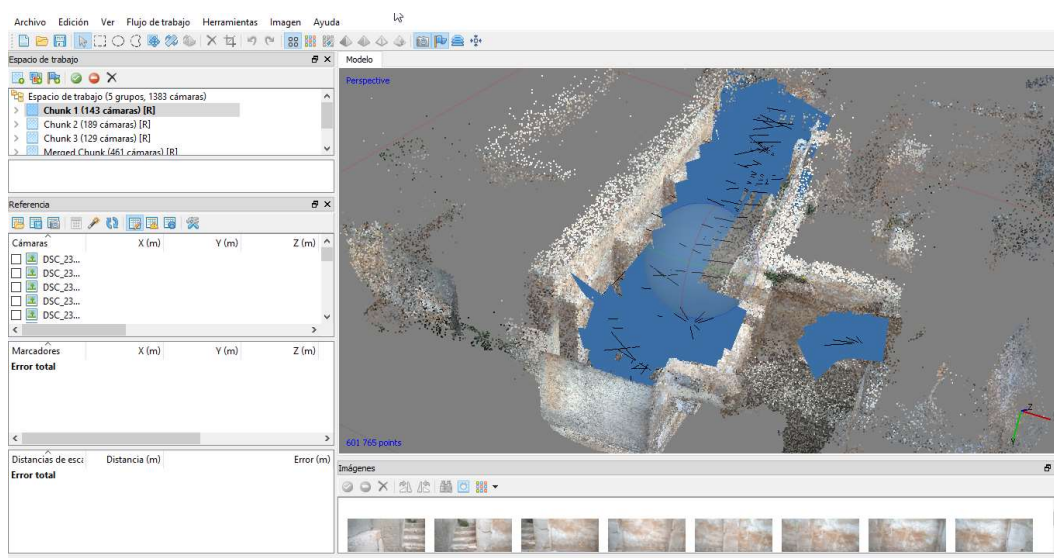 Archivo Edición Ver Flujo de trabajo Herramientas Imagen Ayuda
Espacio de trabajo
Modelo
Espacio de trabajo (5 grupos, 1383 cámaras)
Chunk 1 (143 cámaras) [R]
Chunk 2 (189 cámaras) [R]
Chunk 3 (129 cámaras) [R]
Merged Chunk (461 cámaras) [R]
Perspective
Referencia
Cámaras X (m) Y (m) Z (m)
DSC_23...
DSC_23...
DSC_23...
DSC_23...
DSC_23...
Marcadores X (m) Y (m) Z (m)
Error total
Z
Y
601 765 points
Distancias de esca Distancia (m) Error (m)
Error total
Imágenes